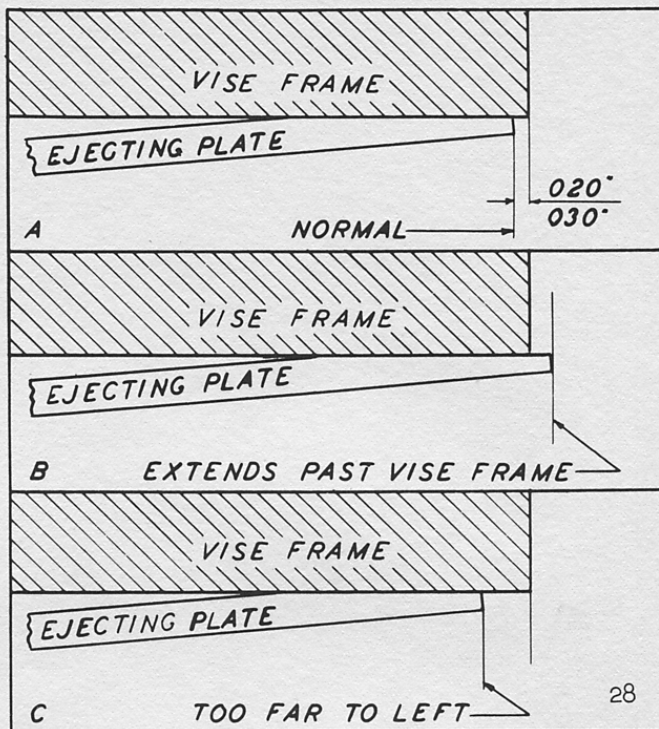 VISE FRAME
EJECTING PLATE
020"
030"
A NORMAL
VISE FRAME
EJECTING PLATE
B EXTENDS PAST VISE FRAME
VISE FRAME
EJECTING PLATE
C TOO FAR TO LEFT
28